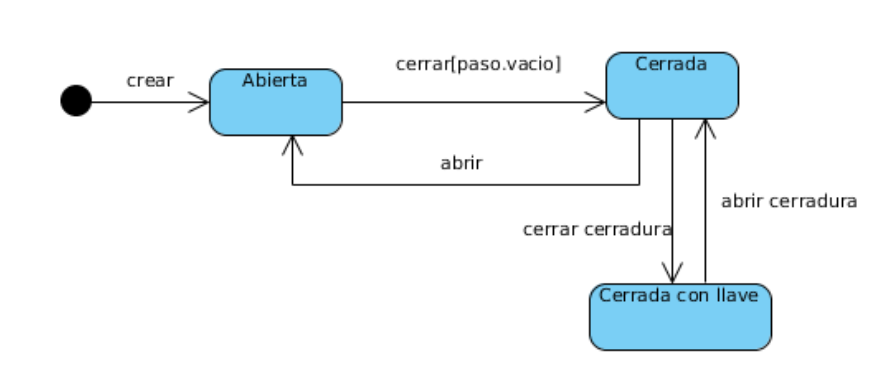 crear
Abierta
cerrar[paso.vacio]
Cerrada
abrir
cerrar cerradura
abrir cerradura
Cerrada con llave